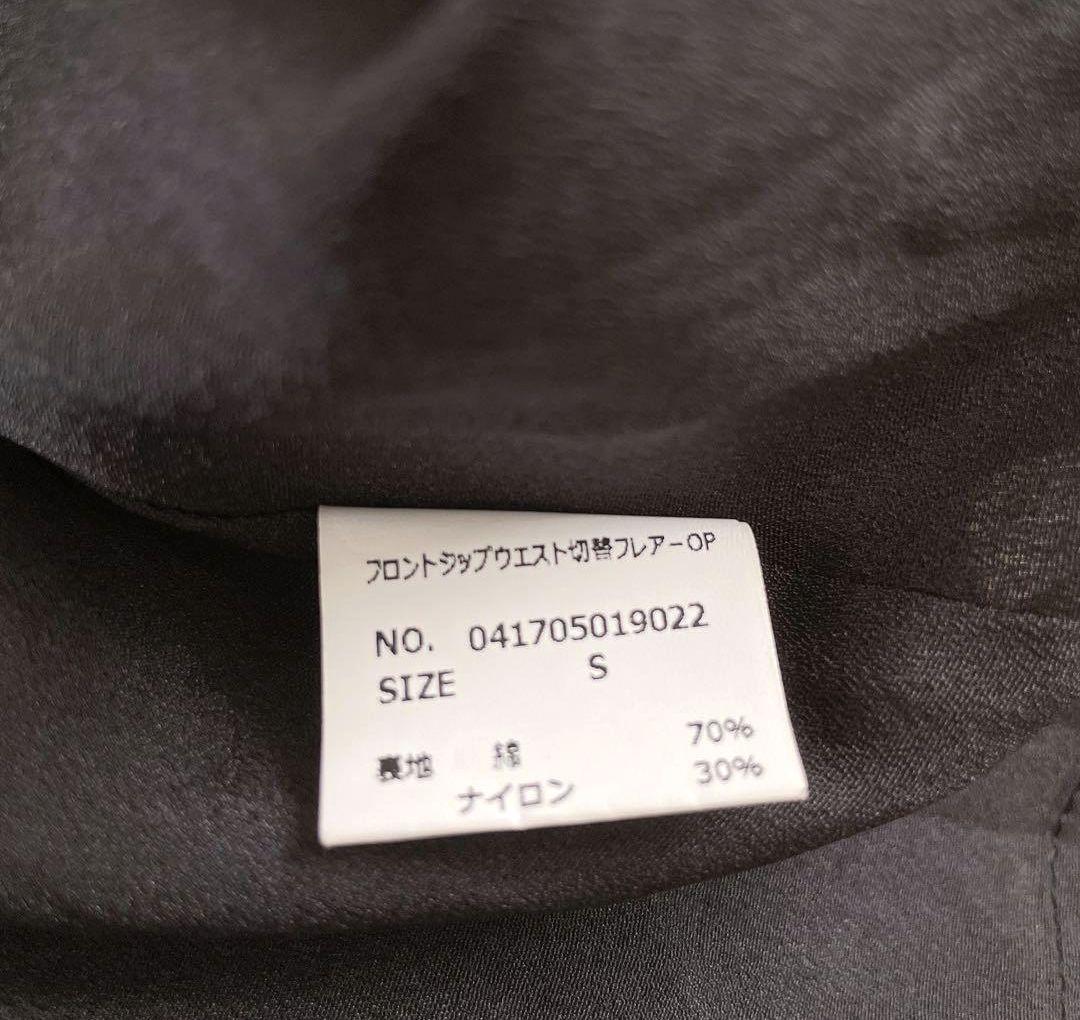 フロントジップウエスト切替フレアーOP
NO. 041705019022
SIZE S
裏地 綿 70%
ナイロン 30%